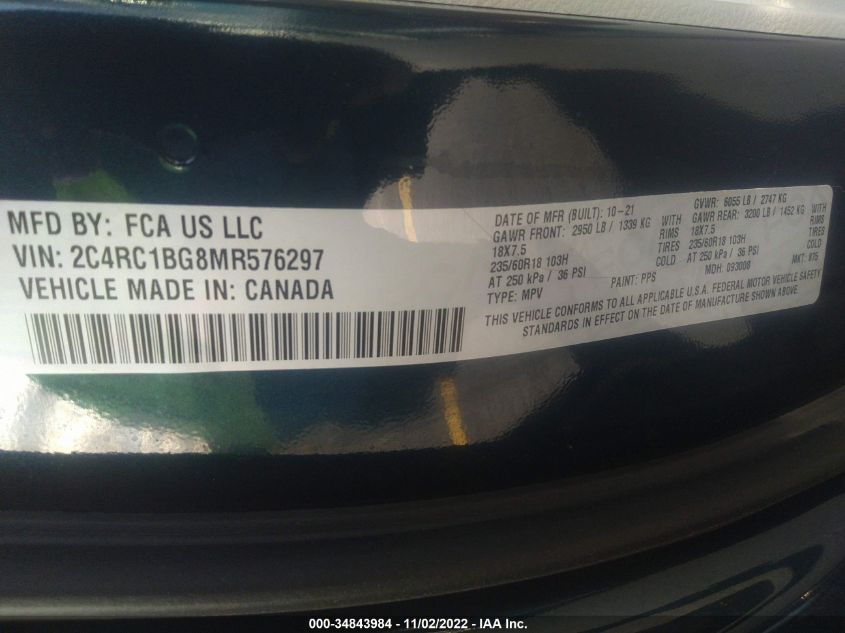 MFD BY: FCA US LLC
VIN: 2C4RC1BG8MR576297
VEHICLE MADE IN: CANADA
DATE OF MFR (BUILT): 10-21 GVWR: 6055 LB / 2747 KG
GAWR FRONT: 2950 LB / 1339 KG WITH GAWR REAR: 3200 LB / 1452 KG WITH
18X7.5 RIMS 18X7.5 RIMS
235/60R18 103H TIRES 235/60R18 103H TIRES
AT 250 kPa / 36 PSI COLD AT 250 kPa / 36 PSI COLD
TYPE: MPV PAINT: PPS MDH: 093008 MKT:
THIS VEHICLE CONFORMS TO ALL APPLICABLE U.S.A. FEDERAL MOTOR VEHICLE SAFETY
STANDARDS IN EFFECT ON THE DATE OF MANUFACTURE SHOWN ABOVE
000-34843984 - 11/02/2022 - IAA Inc.